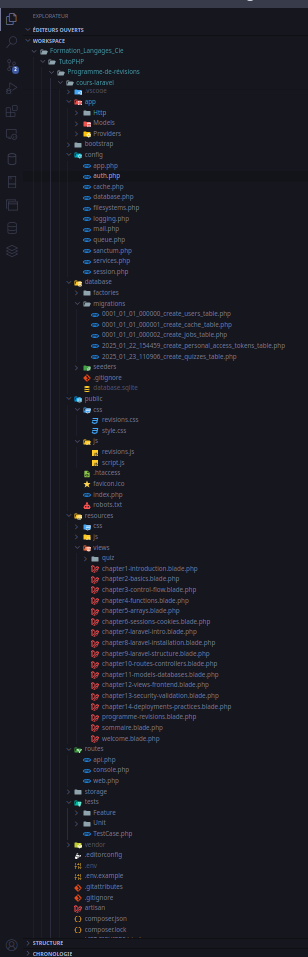 EXPLORATEUR
ÉDITEURS OUVERTS
WORKSPACE
Formation_Langages_Cle
TutoPHP
Programme-de-révisions
cours-laravel
.vscode
app
Http
Models
Providers
bootstrap
config
app.php
auth.php
cache.php
database.php
filesystems.php
logging.php
mail.php
queue.php
sanctum.php
services.php
session.php
database
factories
migrations
0001_01_01_000000_create_users_table.php
0001_01_01_000001_create_cache_table.php
0001_01_01_000002_create_jobs_table.php
2025_01_22_154459_create_personal_access_tokens_table.php
2025_01_23_110906_create_quizzes_table.php
seeders
.gitignore
database.sqlite
public
css
revisions.css
style.css
js
revisions.js
script.js
.htaccess
favicon.ico
index.php
robots.txt
resources
css
js
views
quiz
chapter1-introduction.blade.php
chapter2-basics.blade.php
chapter3-control-flow.blade.php
chapter4-functions.blade.php
chapter5-arrays.blade.php
chapter6-sessions-cookies.blade.php
chapter7-laravel-intro.blade.php
chapter8-laravel-installation.blade.php
chapter9-laravel-structure.blade.php
chapter10-routes-controllers.blade.php
chapter11-models-databases.blade.php
chapter12-views-frontend.blade.php
chapter13-security-validation.blade.php
chapter14-deployments-practices.blade.php
programme-revisions.blade.php
sommaire.blade.php
welcome.blade.php
routes
api.php
console.php
web.php
storage
tests
Feature
Unit
TestCase.php
vendor
.editorconfig
.env
.env.example
.gitattributes
.gitignore
artisan
composer.json
composer.lock
STRUCTURE
CHRONOLOGIE